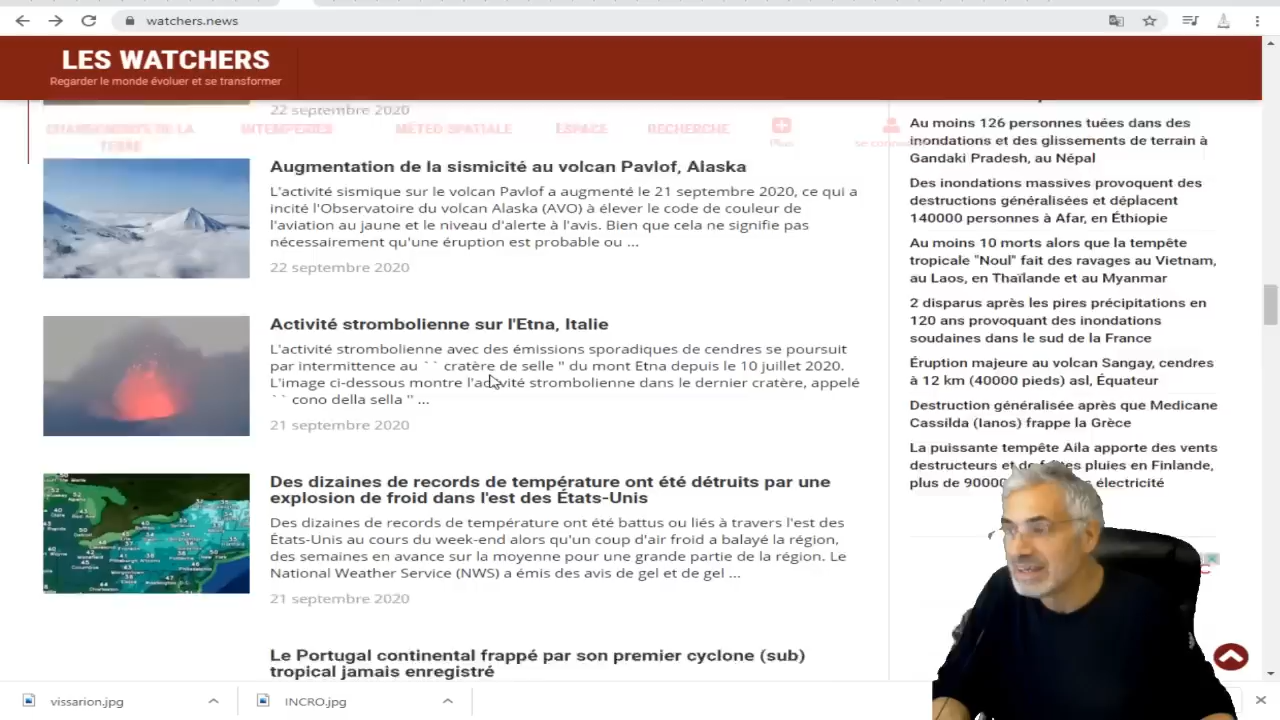 watchers.news
LES WATCHERS
Regarder le monde évoluer et se transformer
22 septembre 2020
CHANGEMENTS DE LA
TERRE
INTEMPÉRIES
MÉTÉO SPATIALE
ESPACE
RECHERCHE
Plus
Augmentation de la sismicité au volcan Pavlof, Alaska
L'activité sismique sur le volcan Pavlof a augmenté le 21 septembre 2020, ce qui a
incité l'Observatoire du volcan Alaska (AVO) à élever le code de couleur de
l'aviation au jaune et le niveau d'alerte à l'avis. Bien que cela ne signifie pas
nécessairement qu'une éruption est probable ou ...
22 septembre 2020
Activité strombolienne sur l'Etna, Italie
L'activité strombolienne avec des émissions sporadiques de cendres se poursuit
par intermittence au `` cratère de selle '' du mont Etna depuis le 10 juillet 2020.
L'image ci-dessous montre l'activité strombolienne dans le dernier cratère, appelé
`` cono della sella '' ...
21 septembre 2020
Des dizaines de records de température ont été détruits par une
explosion de froid dans l'est des États-Unis
Des dizaines de records de température ont été battus ou liés à travers l'est des
États-Unis au cours du week-end alors qu'un coup d'air froid a balayé la région,
des semaines en avance sur la moyenne pour une grande partie de la région. Le
National Weather Service (NWS) a émis des avis de gel et de gel ...
21 septembre 2020
Le Portugal continental frappé par son premier cyclone (sub)
tropical jamais enregistré
Au moins 126 personnes tuées dans des
inondations et des glissements de terrain à
Gandaki Pradesh, au Népal
Des inondations massives provoquent des
destructions généralisées et déplacent
140000 personnes à Afar, en Éthiopie
Au moins 10 morts alors que la tempête
tropicale "Noul" fait des ravages au Vietnam,
au Laos, en Thaïlande et au Myanmar
2 disparus après les pires précipitations en
120 ans provoquant des inondations
soudaines dans le sud de la France
Éruption majeure au volcan Sangay, cendres
à 12 km (40000 pieds) asl, Équateur
Destruction généralisée après que Medicane
Cassilda (Ianos) frappe la Grèce
La puissante tempête Aila apporte des vents
destructeurs et de pluies en Finlande,
plus de électricité
vissarion.jpg
INCRO.jpg